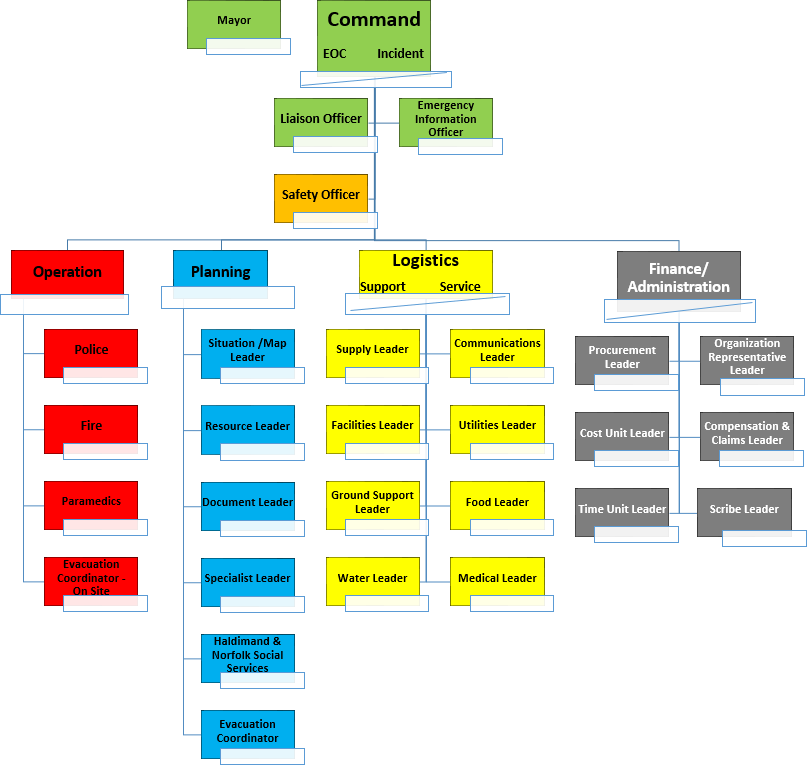 Mayor
Command
EOC Incident
Liaison Officer
Emergency
Information
Officer
Safety Officer
Operation
Planning
Logistics
Support Service
Finance/
Administration
Police
Fire
Paramedics
Evacuation
Coordinator -
On Site
Situation /Map
Leader
Resource Leader
Document Leader
Specialist Leader
Haldimand &
Norfolk Social
Services
Evacuation
Coordinator
Supply Leader
Communications
Leader
Facilities Leader
Utilities Leader
Ground Support
Leader
Food Leader
Water Leader
Medical Leader
Procurement
Leader
Organization
Representative
Leader
Cost Unit Leader
Compensation &
Claims Leader
Time Unit Leader
Scribe Leader